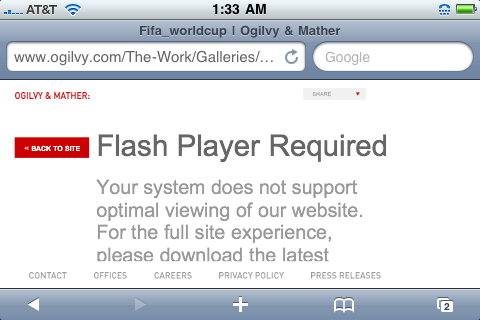 AT&T 1:33 AM
Fifa_worldcup | Ogilvy & Mather
www.ogilvy.com/The-Work/Galleries/... Google
OGILVY & MATHER: SHARE
« BACK TO SITE Flash Player Required
Your system does not support
optimal viewing of our website.
For the full site experience,
please download the latest
CONTACT OFFICES CAREERS PRIVACY POLICY PRESS RELEASES
2